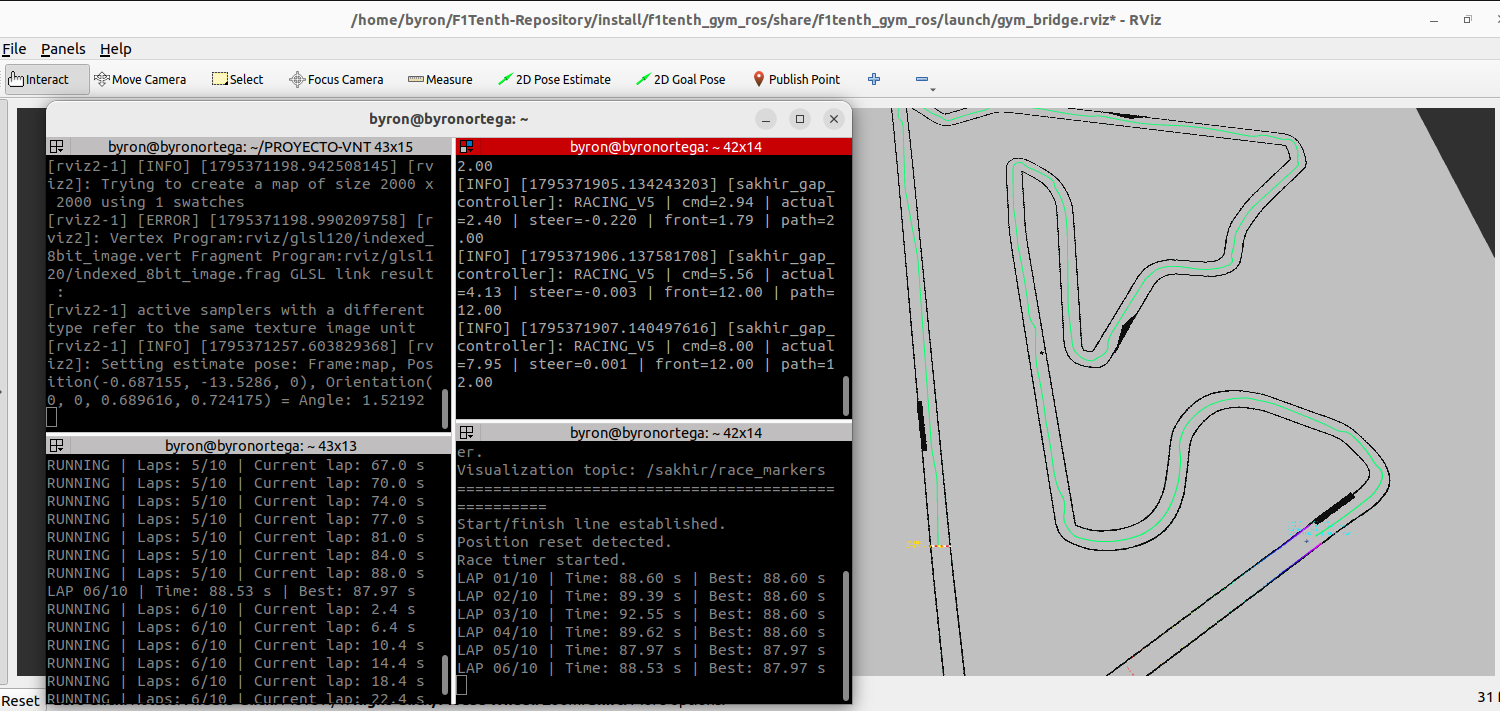 /home/byron/F1Tenth-Repository/install/f1tenth_gym_ros/share/f1tenth_gym_ros/launch/gym_bridge.rviz* - RViz
File Panels Help
Interact Move Camera Select Focus Camera Measure 2D Pose Estimate 2D Goal Pose Publish Point
byron@byronortega: ~
byron@byronortega: ~/PROYECTO-VNT 43x15
[rviz2-1] [INFO] [1795371198.942508145] [rv
iz2]: Trying to create a map of size 2000 x
2000 using 1 swatches
[rviz2-1] [ERROR] [1795371198.990209758] [r
viz2]: Vertex Program:rviz/glsl120/indexed_
8bit_image.vert Fragment Program:rviz/glsl1
20/indexed_8bit_image.frag GLSL link result
:
[rviz2-1] active samplers with a different
type refer to the same texture image unit
[rviz2-1] [INFO] [1795371257.603829368] [rv
iz2]: Setting estimate pose: Frame:map, Pos
ition(-0.687155, -13.5286, 0), Orientation(
0, 0, 0.689616, 0.724175) = Angle: 1.52192
byron@byronortega: ~ 42x14
2.00
[INFO] [1795371905.134243203] [sakhir_gap_
controller]: RACING_V5 | cmd=2.94 | actual
=2.40 | steer=-0.220 | front=1.79 | path=2
.00
[INFO] [1795371906.137581708] [sakhir_gap_
controller]: RACING_V5 | cmd=5.56 | actual
=4.13 | steer=-0.003 | front=12.00 | path=
12.00
[INFO] [1795371907.140497616] [sakhir_gap_
controller]: RACING_V5 | cmd=8.00 | actual
=7.95 | steer=0.001 | front=12.00 | path=1
2.00
byron@byronortega: ~ 43x13
RUNNING | Laps: 5/10 | Current lap: 67.0 s
RUNNING | Laps: 5/10 | Current lap: 70.0 s
RUNNING | Laps: 5/10 | Current lap: 74.0 s
RUNNING | Laps: 5/10 | Current lap: 77.0 s
RUNNING | Laps: 5/10 | Current lap: 81.0 s
RUNNING | Laps: 5/10 | Current lap: 84.0 s
RUNNING | Laps: 5/10 | Current lap: 88.0 s
LAP 06/10 | Time: 88.53 s | Best: 87.97 s
RUNNING | Laps: 6/10 | Current lap: 2.4 s
RUNNING | Laps: 6/10 | Current lap: 6.4 s
RUNNING | Laps: 6/10 | Current lap: 10.4 s
RUNNING | Laps: 6/10 | Current lap: 14.4 s
RUNNING | Laps: 6/10 | Current lap: 18.4 s
RUNNING | Laps: 6/10 | Current lap: 22.4 s
byron@byronortega: ~ 42x14
er.
Visualization topic: /sakhir/race_markers
==========================================
==========
Start/finish line established.
Position reset detected.
Race timer started.
LAP 01/10 | Time: 88.60 s | Best: 88.60 s
LAP 02/10 | Time: 89.39 s | Best: 88.60 s
LAP 03/10 | Time: 92.55 s | Best: 88.60 s
LAP 04/10 | Time: 89.62 s | Best: 88.60 s
LAP 05/10 | Time: 87.97 s | Best: 87.97 s
LAP 06/10 | Time: 88.53 s | Best: 87.97 s
Reset
31